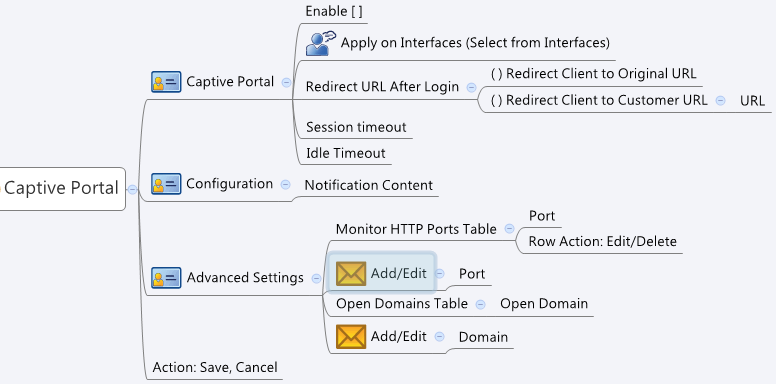 Captive Portal
Captive Portal
Enable [ ]
Apply on Interfaces (Select from Interfaces)
Redirect URL After Login
( ) Redirect Client to Original URL
( ) Redirect Client to Customer URL
URL
Session timeout
Idle Timeout
Configuration
Notification Content
Advanced Settings
Monitor HTTP Ports Table
Port
Row Action: Edit/Delete
Add/Edit
Port
Open Domains Table
Open Domain
Add/Edit
Domain
Action: Save, Cancel